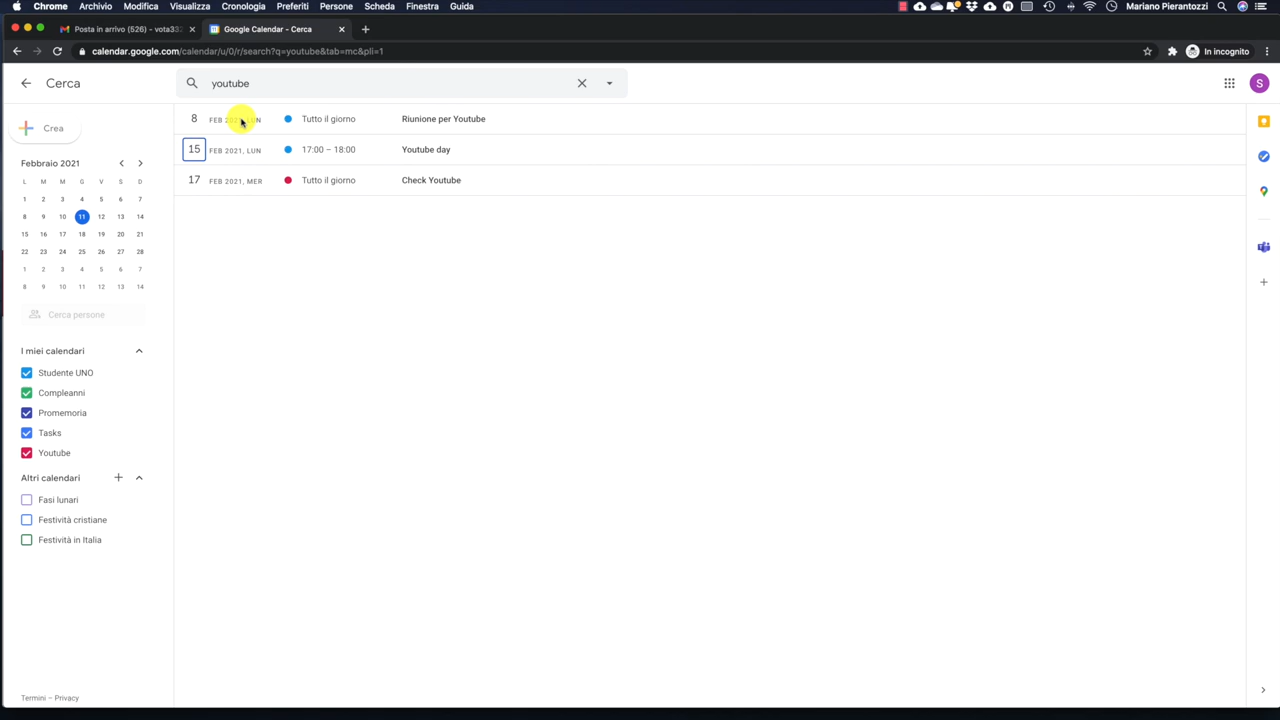 Chrome Archivio Modifica Visualizza Cronologia Preferiti Persone Scheda Finestra Guida Mariano Pierantozzi
Posta in arrivo (526) - vota332 Google Calendar - Cerca
calendar.google.com/calendar/u/0/r/search?q=youtube&tab=mc&pli=1 In incognito
Cerca youtube S
8 FEB 2021, LUN Tutto il giorno Riunione per Youtube
Crea
15 FEB 2021, LUN 17:00 – 18:00 Youtube day
Febbraio 2021
17 FEB 2021, MER Tutto il giorno Check Youtube
L M M G V S D
1 2 3 4 5 6 7
8 9 10 11 12 13 14
15 16 17 18 19 20 21
22 23 24 25 26 27 28
1 2 3 4 5 6 7
8 9 10 11 12 13 14
Cerca persone
I miei calendari
Studente UNO
Compleanni
Promemoria
Tasks
Youtube
Altri calendari
Fasi lunari
Festività cristiane
Festività in Italia
Termini – Privacy